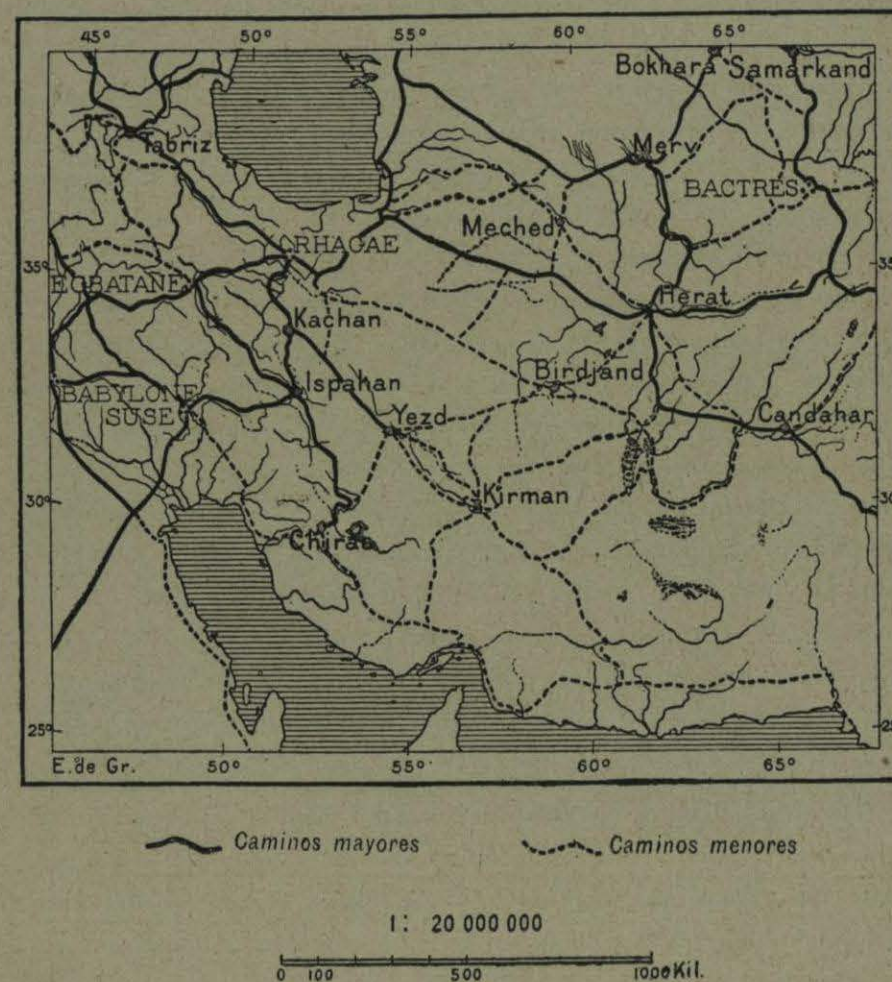 45° 50° 55° 60° 65°
Bokhara Samarkand
Tabriz
Merv
BACTRES
Meched
RHAGAE
35° 35
ECBATANE
Herat
Kachan
Birdjand
Ispahan
BABYLONE
SUSE
Yezd
Candahar
30° 30
Kirman
Chiraz
25° 25
E. de Gr. 50° 55° 60° 65°
Caminos mayores Caminos menores
1: 20 000 000
0 100 500 1000 Kil.